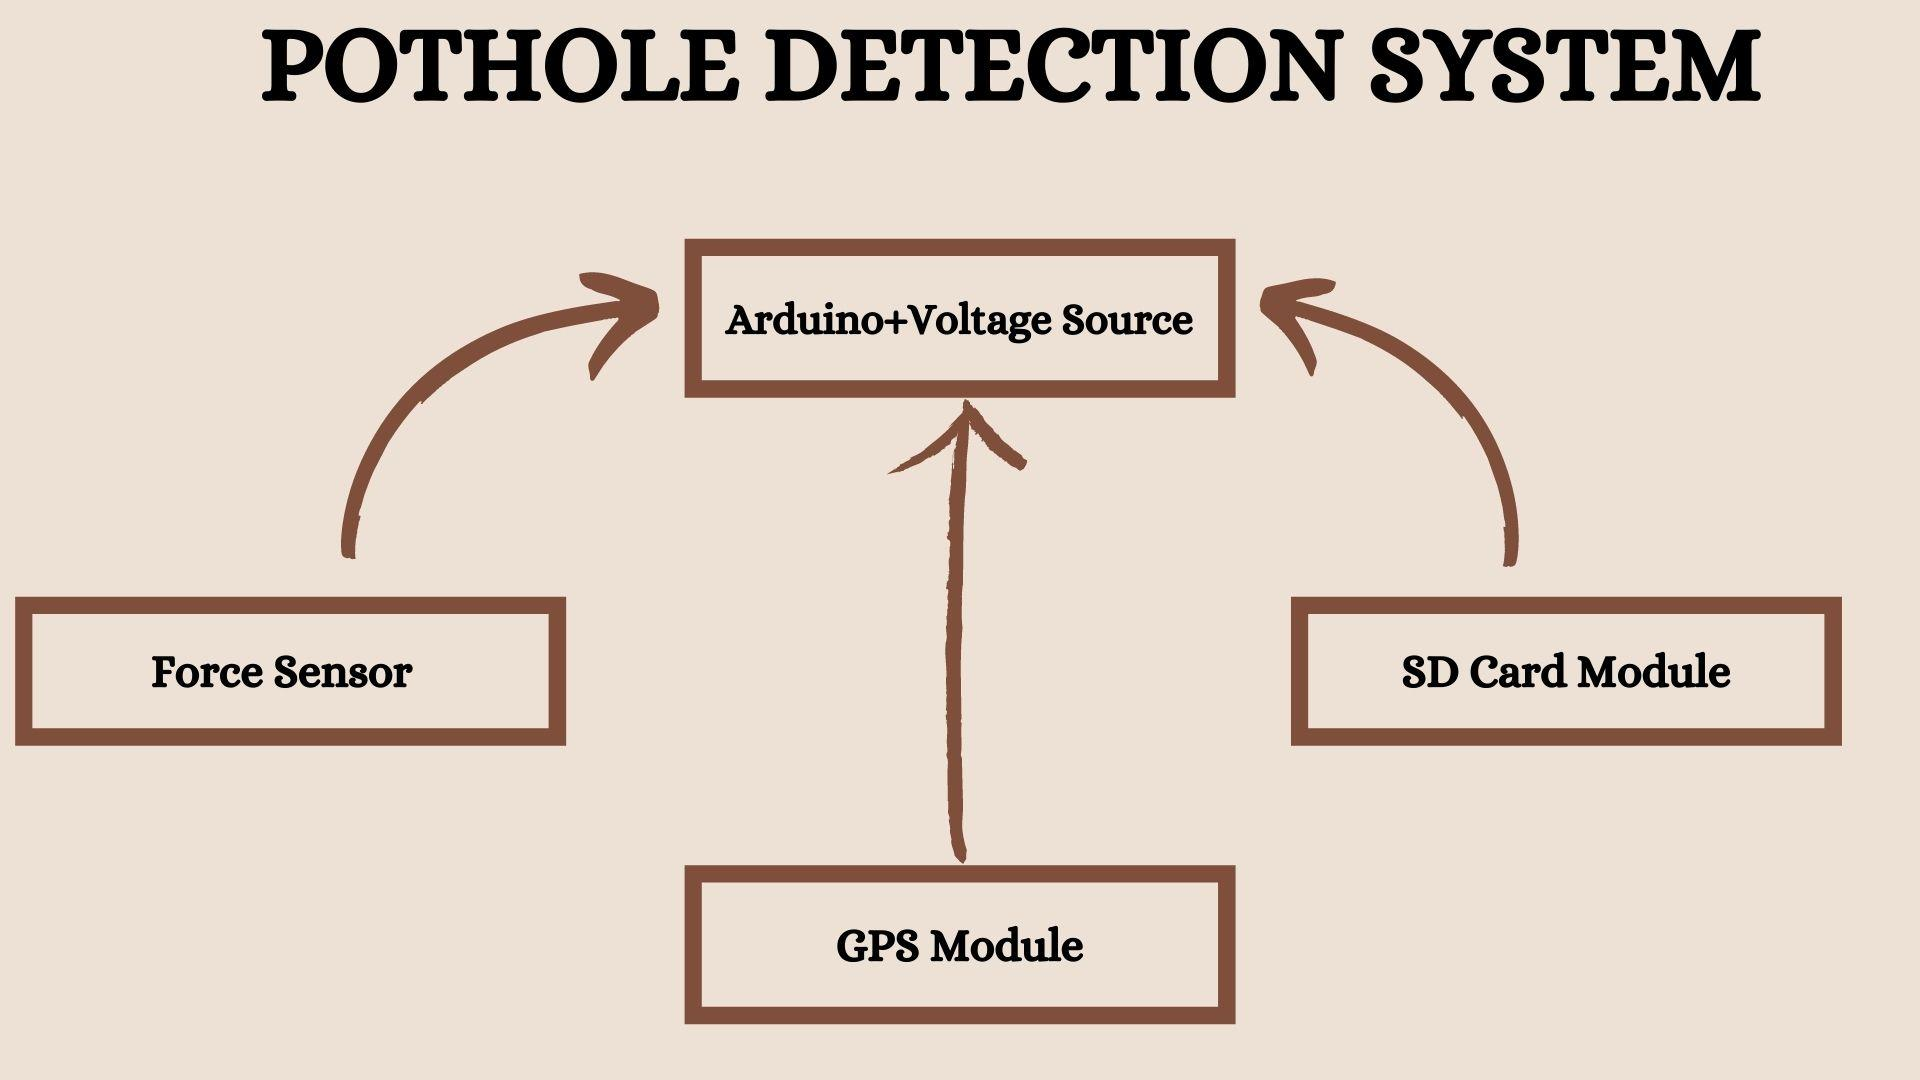 POTHOLE DETECTION SYSTEM
Arduino+Voltage Source
Force Sensor
SD Card Module
GPS Module